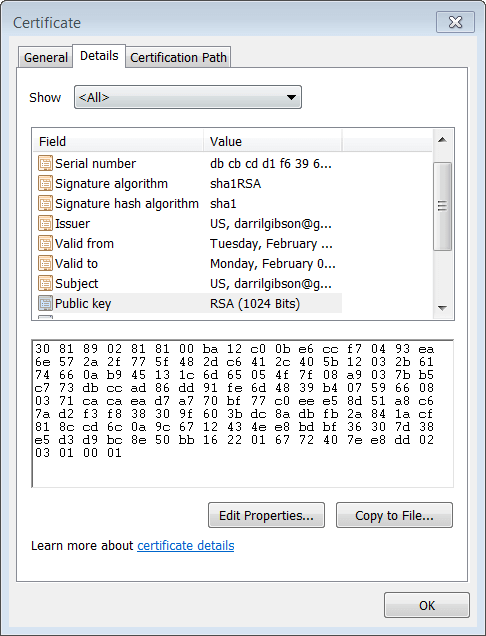 Certificate
General Details Certification Path
Show <All>
Field Value
Serial number db cb cd d1 f6 39 6...
Signature algorithm sha1RSA
Signature hash algorithm sha1
Issuer US, darrilgibson@g...
Valid from Tuesday, February ...
Valid to Monday, February 0...
Subject US, darrilgibson@g...
Public key RSA (1024 Bits)
30 81 89 02 81 81 00 ba 12 c0 0b e6 cc f7 04 93 ea
6e 57 2a 2f 77 5f 48 2d c6 41 2c 40 5b 12 03 2b 61
74 66 0a b9 45 13 1c 6d 65 05 4f 7f 08 a9 03 7b b5
c7 73 db cc ad 86 dd 91 fe 6d 48 39 b4 07 59 66 08
03 71 ca ca ea d7 a7 70 bf 77 c0 ee e5 8d 51 a8 c6
7a d2 f3 f8 38 30 9f 60 3b dc 8a db fb 2a 84 1a cf
81 8c cd 6c 0a 9c 67 12 43 4e e8 bd bf 36 30 7d 38
e5 d3 d9 bc 8e 50 bb 16 22 01 67 72 40 7e e8 dd 02
03 01 00 01
Edit Properties... Copy to File...
Learn more about certificate details
OK